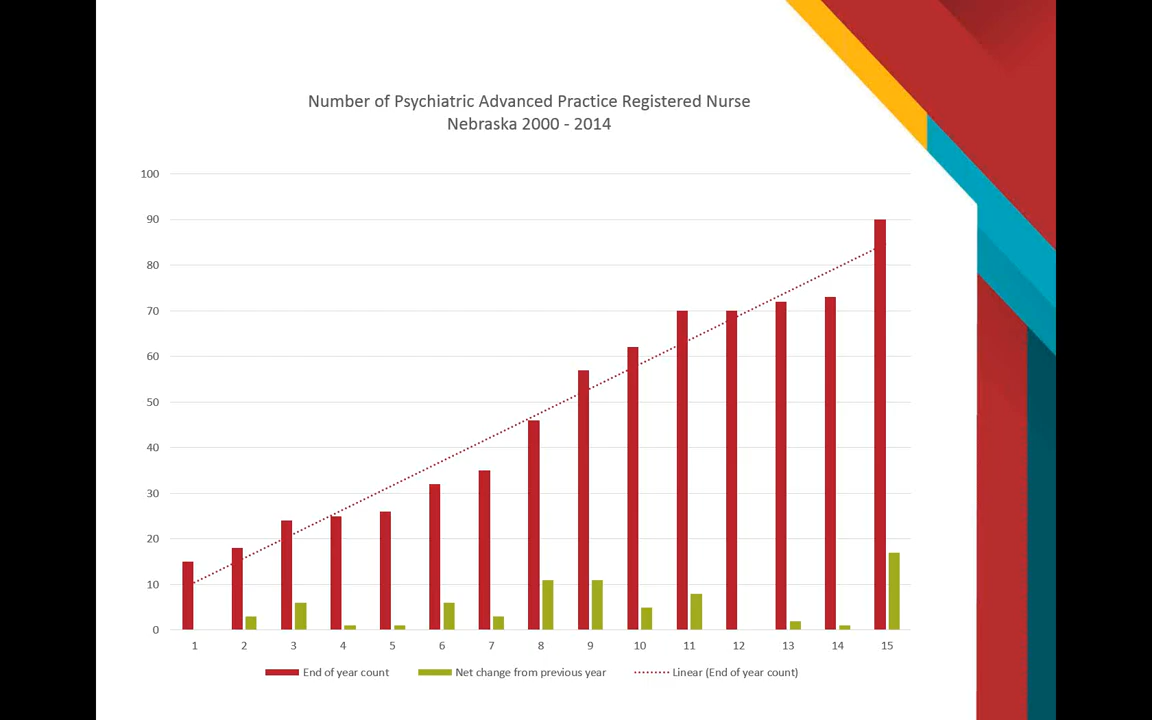 Number of Psychiatric Advanced Practice Registered Nurse
Nebraska 2000 - 2014
100
90
80
70
60
50
40
30
20
10
0
1 2 3 4 5 6 7 8 9 10 11 12 13 14 15
End of year count Net change from previous year Linear (End of year count)